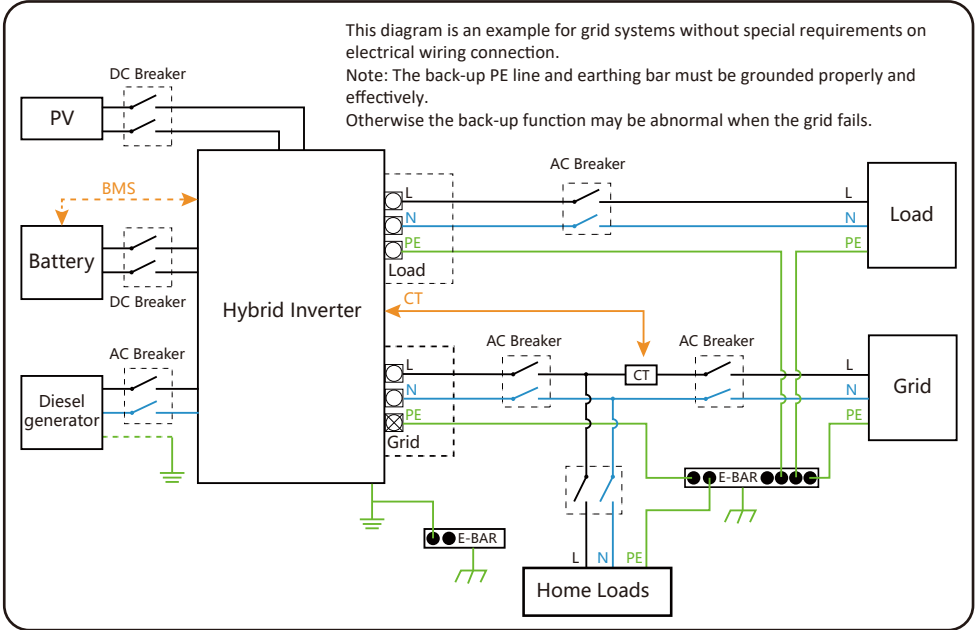 This diagram is an example for grid systems without special requirements on
electrical wiring connection.
Note: The back-up PE line and earthing bar must be grounded properly and
effectively.
Otherwise the back-up function may be abnormal when the grid fails.
DC Breaker
PV
BMS
Battery
DC Breaker
AC Breaker
Diesel
generator
Hybrid Inverter
L
N
PE
Load
AC Breaker
L
N
PE
Load
CT
AC Breaker
CT
AC Breaker
L
N
PE
Grid
L
N
PE
Grid
E-BAR
E-BAR
L
N
PE
Home Loads